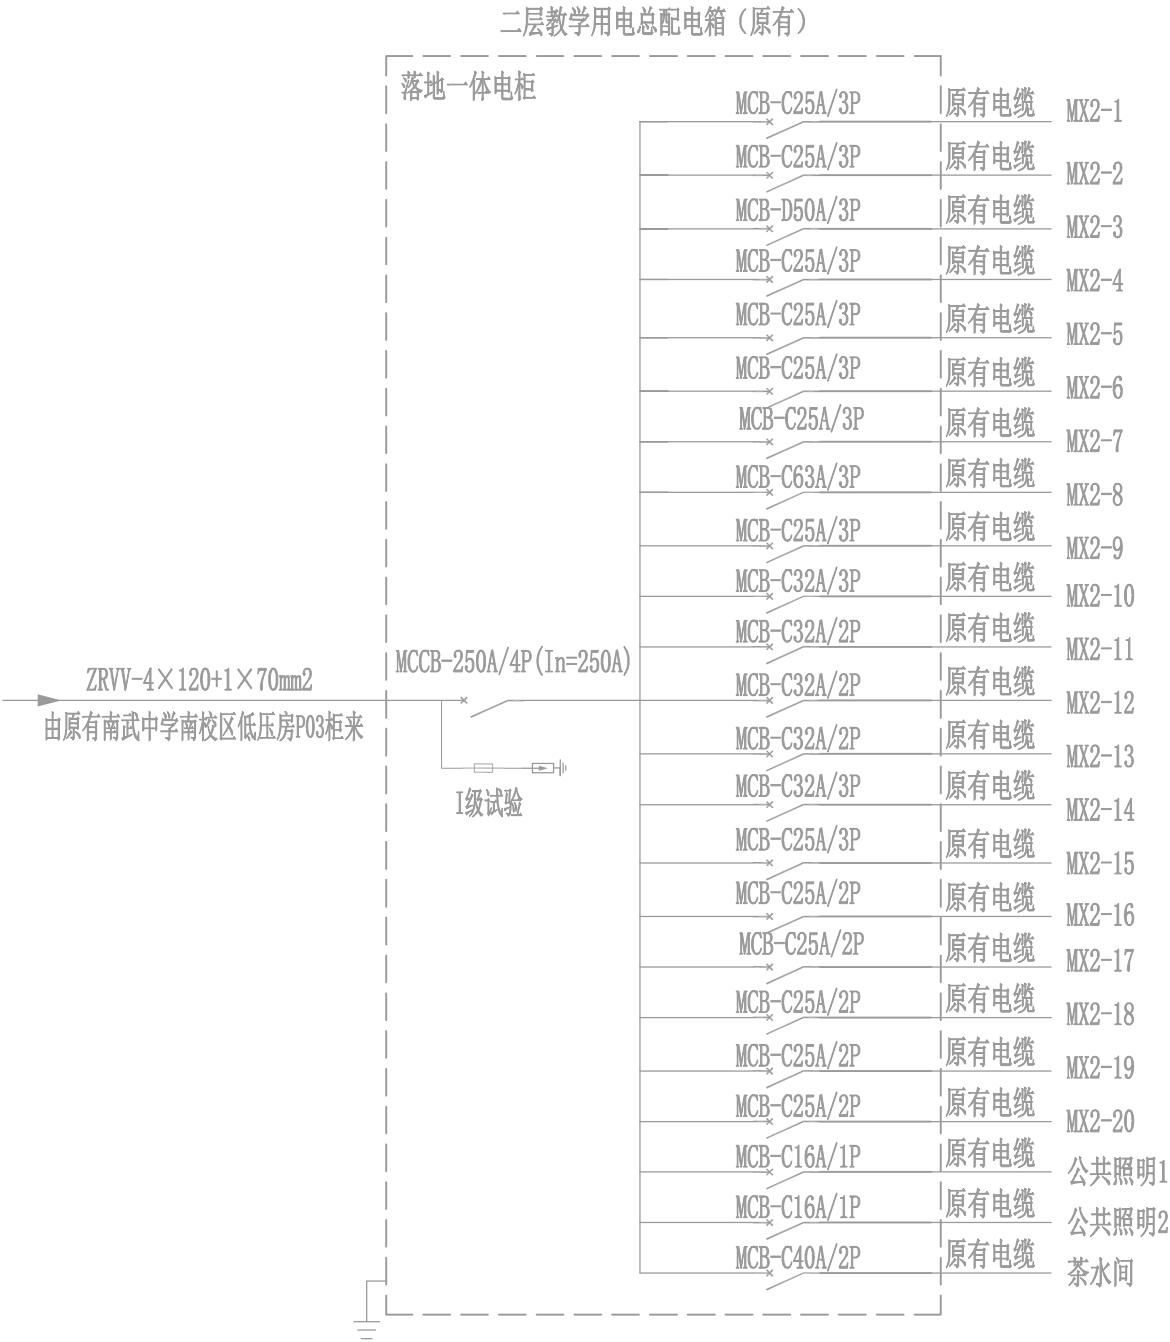 二层教学用电总配电箱（原有）
落地一体电柜
MCB-C25A/3P 原有电缆 MX2-1
MCB-C25A/3P 原有电缆 MX2-2
MCB-D50A/3P 原有电缆 MX2-3
MCB-C25A/3P 原有电缆 MX2-4
MCB-C25A/3P 原有电缆 MX2-5
MCB-C25A/3P 原有电缆 MX2-6
MCB-C25A/3P 原有电缆 MX2-7
MCB-C63A/3P 原有电缆 MX2-8
MCB-C25A/3P 原有电缆 MX2-9
MCB-C32A/3P 原有电缆 MX2-10
MCB-C32A/2P 原有电缆 MX2-11
MCB-C32A/2P 原有电缆 MX2-12
MCB-C32A/2P 原有电缆 MX2-13
MCB-C32A/3P 原有电缆 MX2-14
MCB-C25A/3P 原有电缆 MX2-15
MCB-C25A/2P 原有电缆 MX2-16
MCB-C25A/2P 原有电缆 MX2-17
MCB-C25A/2P 原有电缆 MX2-18
MCB-C25A/2P 原有电缆 MX2-19
MCB-C25A/2P 原有电缆 MX2-20
MCB-C16A/1P 原有电缆 公共照明1
MCB-C16A/1P 原有电缆 公共照明2
MCB-C40A/2P 原有电缆 茶水间
MCCB-250A/4P(In=250A)
ZRVV-4×120+1×70mm2
由原有南武中学南校区低压房P03柜来
I级试验